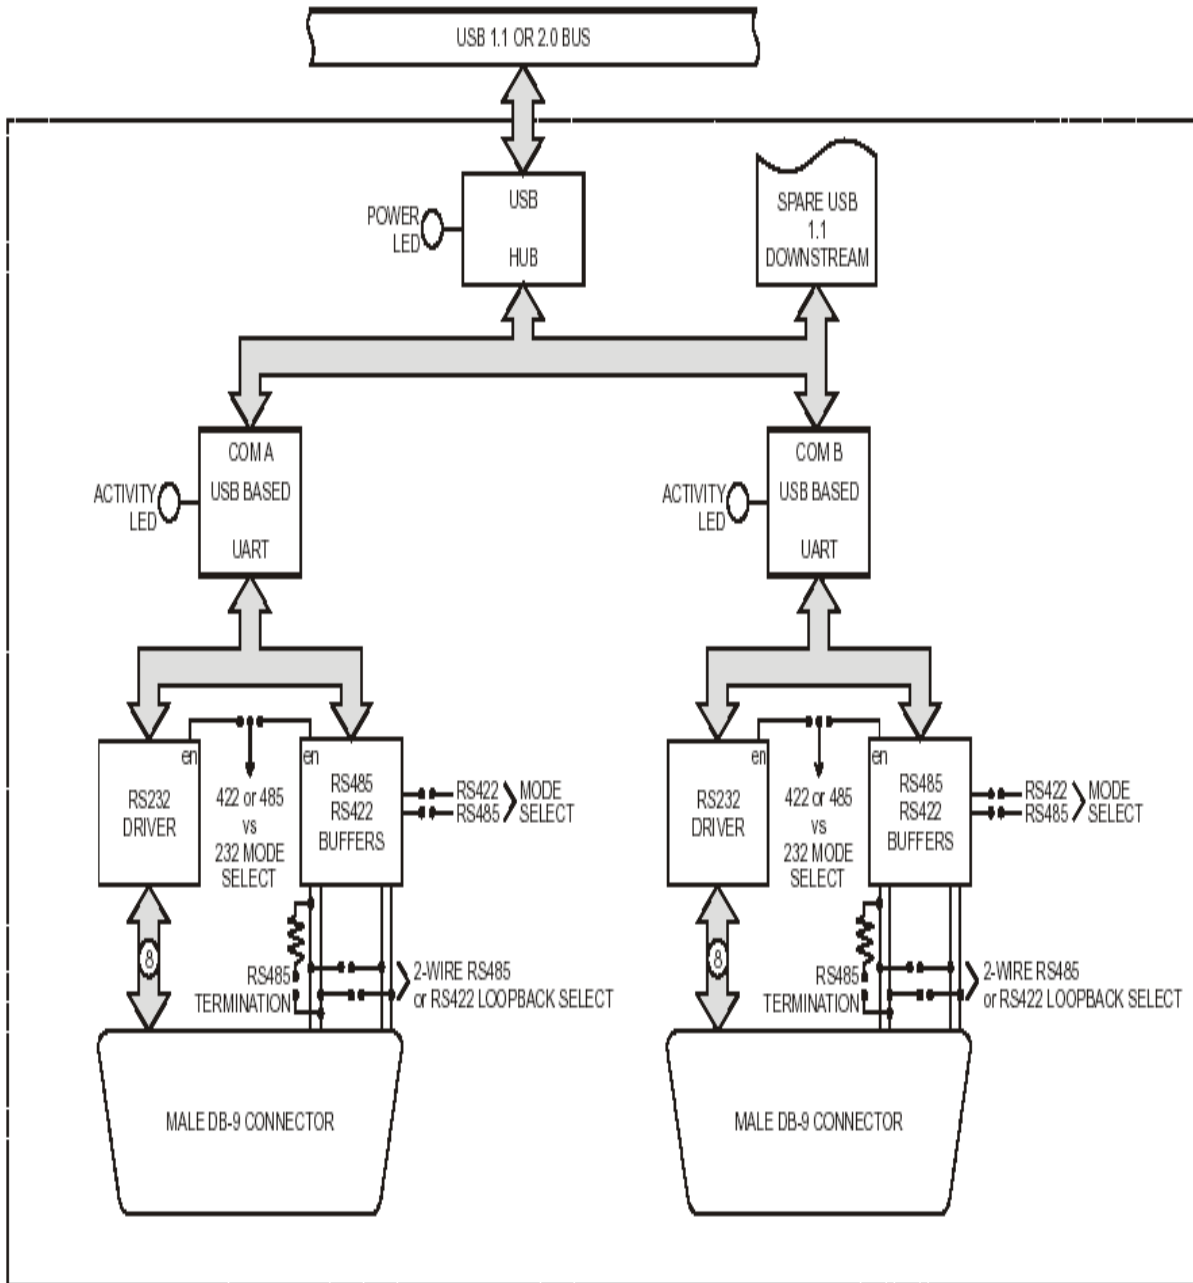 USB 1.1 OR 2.0 BUS
POWER
LED
USB
HUB
SPARE USB
1.1
DOWNSTREAM
COM A
USB BASED
UART
ACTIVITY
LED
COM B
USB BASED
UART
ACTIVITY
LED
en
RS232
DRIVER
422 or 485
vs
232 MODE
SELECT
en
RS485
RS422
BUFFERS
RS422
RS485
MODE
SELECT
8
RS485
TERMINATION
2-WIRE RS485
or RS422 LOOPBACK SELECT
MALE DB-9 CONNECTOR
en
RS232
DRIVER
422 or 485
vs
232 MODE
SELECT
en
RS485
RS422
BUFFERS
RS422
RS485
MODE
SELECT
8
RS485
TERMINATION
2-WIRE RS485
or RS422 LOOPBACK SELECT
MALE DB-9 CONNECTOR